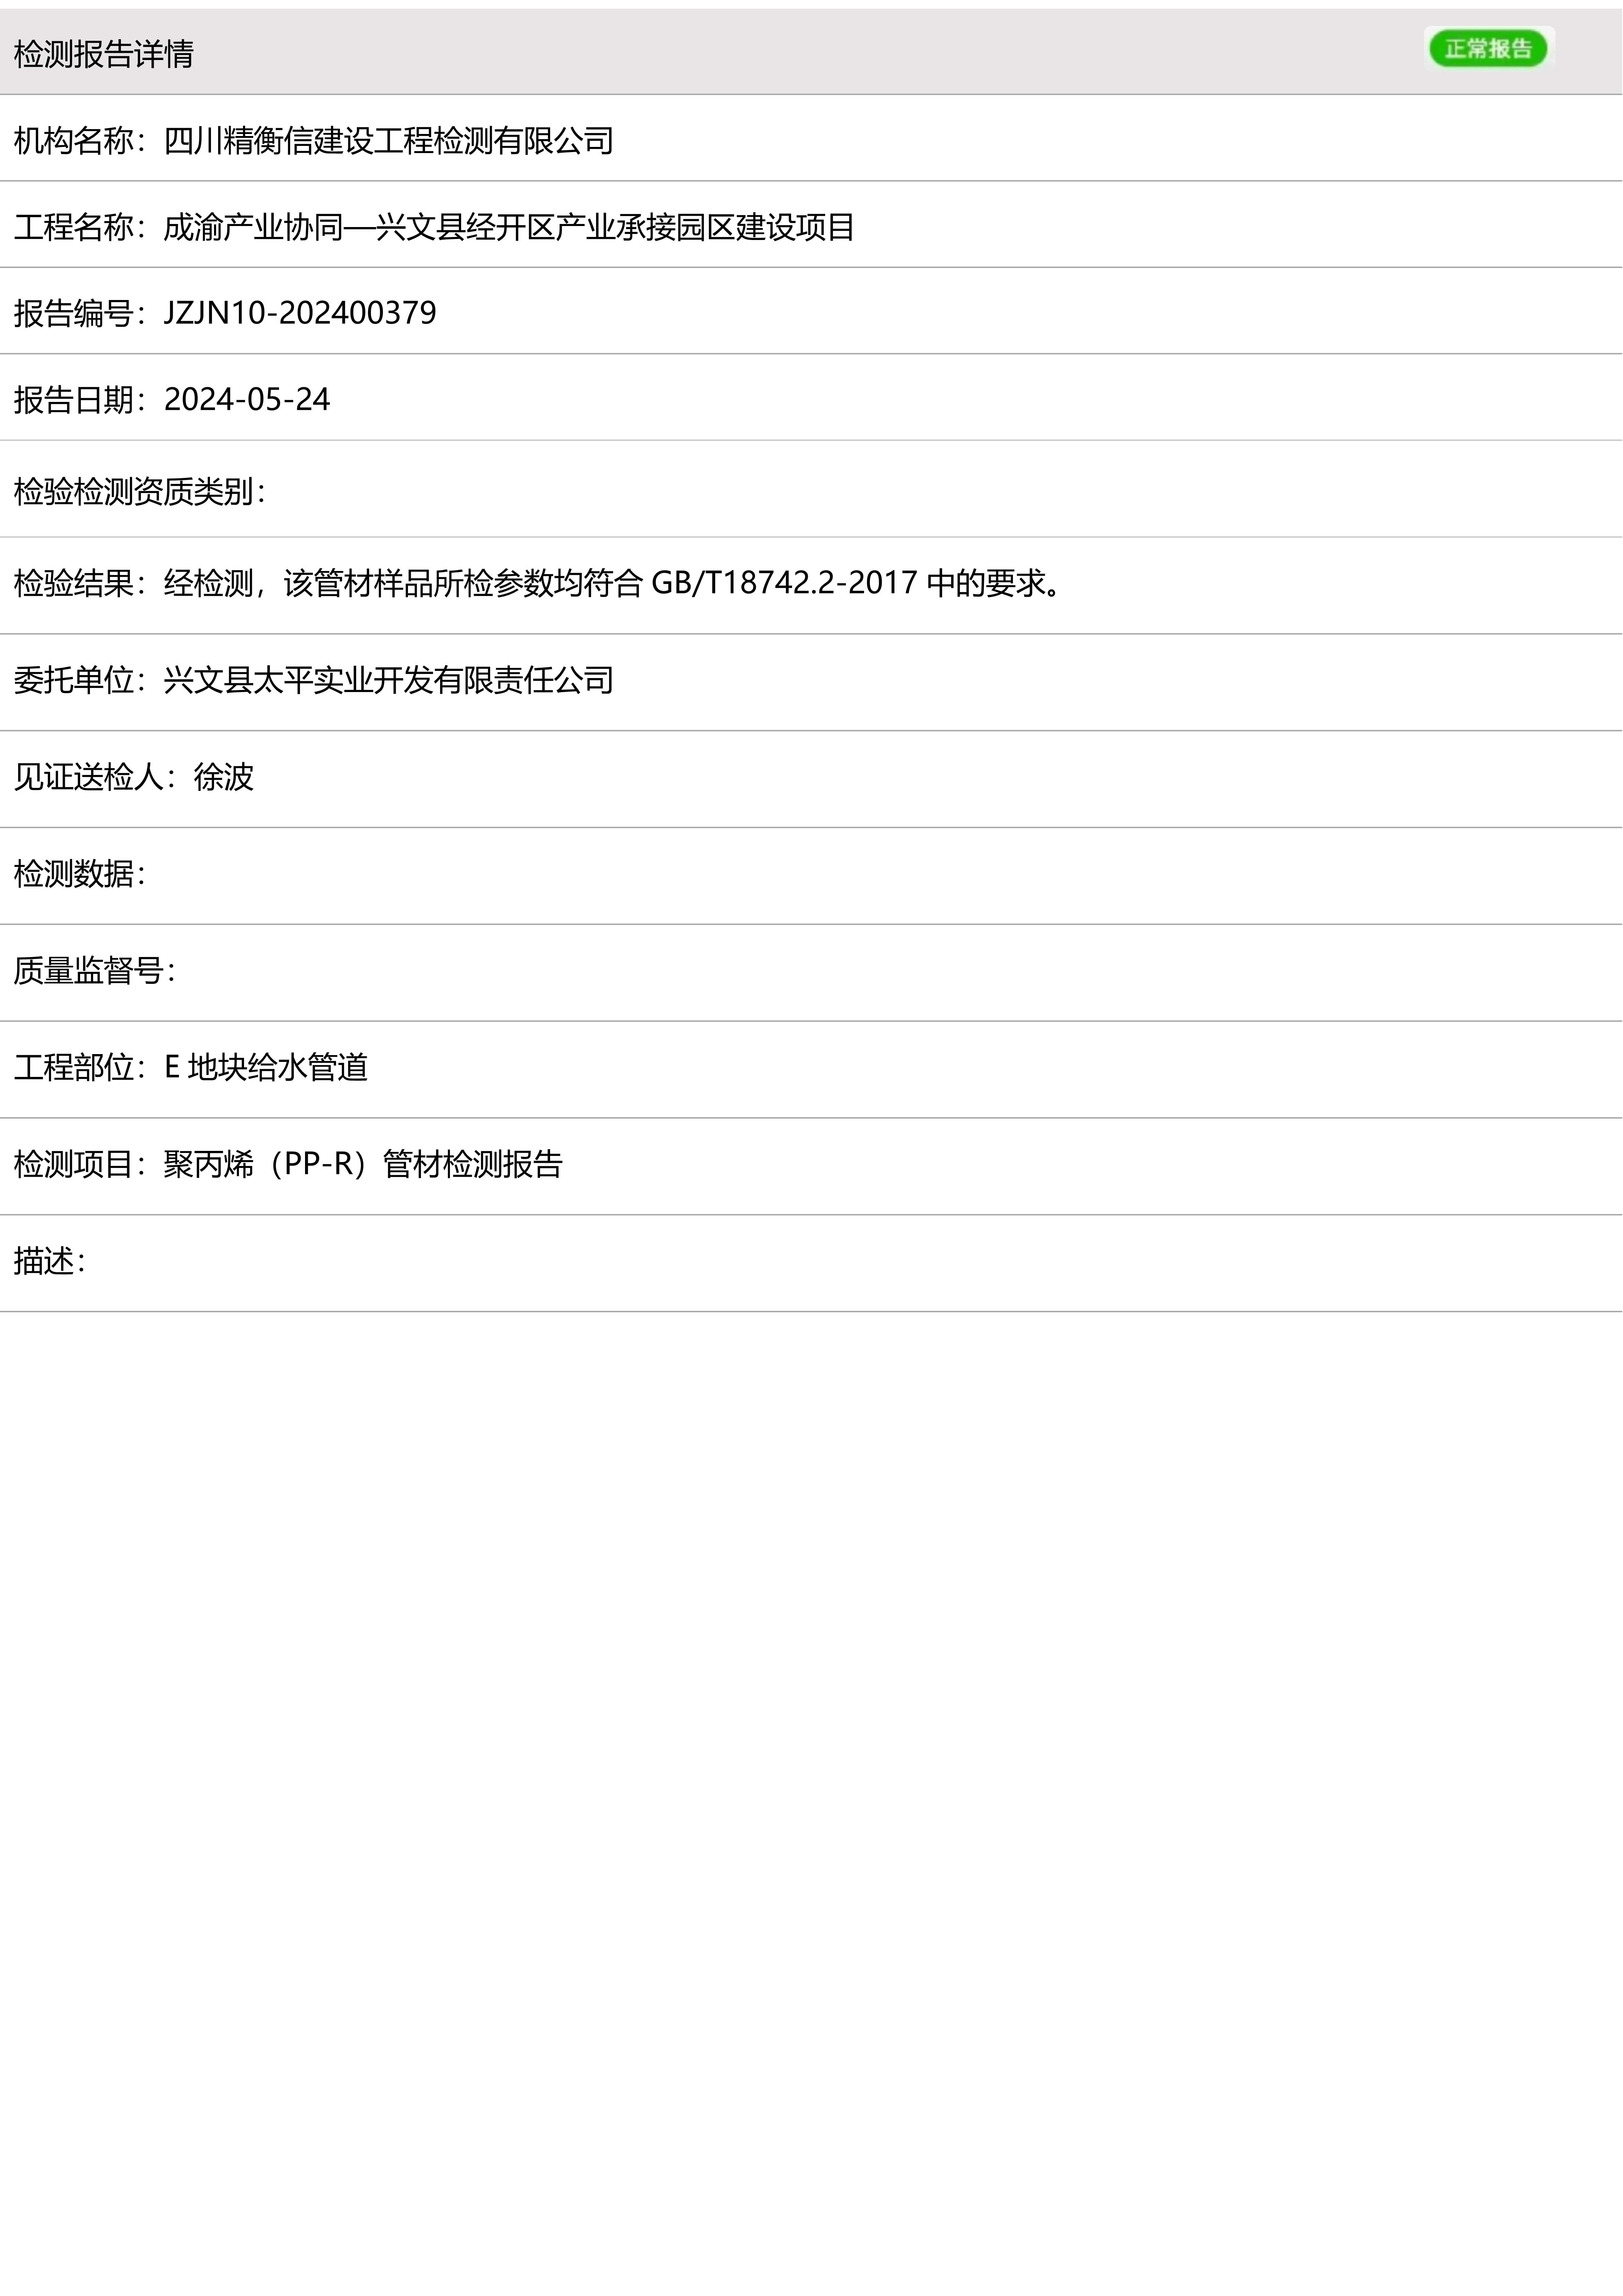 检测报告详情
正常报告
机构名称：四川精衡信建设工程检测有限公司
工程名称：成渝产业协同—兴文县经开区产业承接园区建设项目
报告编号：JZJN10-202400379
报告日期：2024-05-24
检验检测资质类别：
检验结果：经检测，该管材样品所检参数均符合 GB/T18742.2-2017 中的要求。
委托单位：兴文县太平实业开发有限责任公司
见证送检人：徐波
检测数据：
质量监督号：
工程部位：E 地块给水管道
检测项目：聚丙烯（PP-R）管材检测报告
描述：